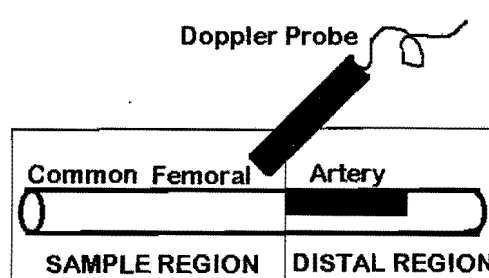 Doppler Probe
Common Femoral Artery
SAMPLE REGION DISTAL REGION